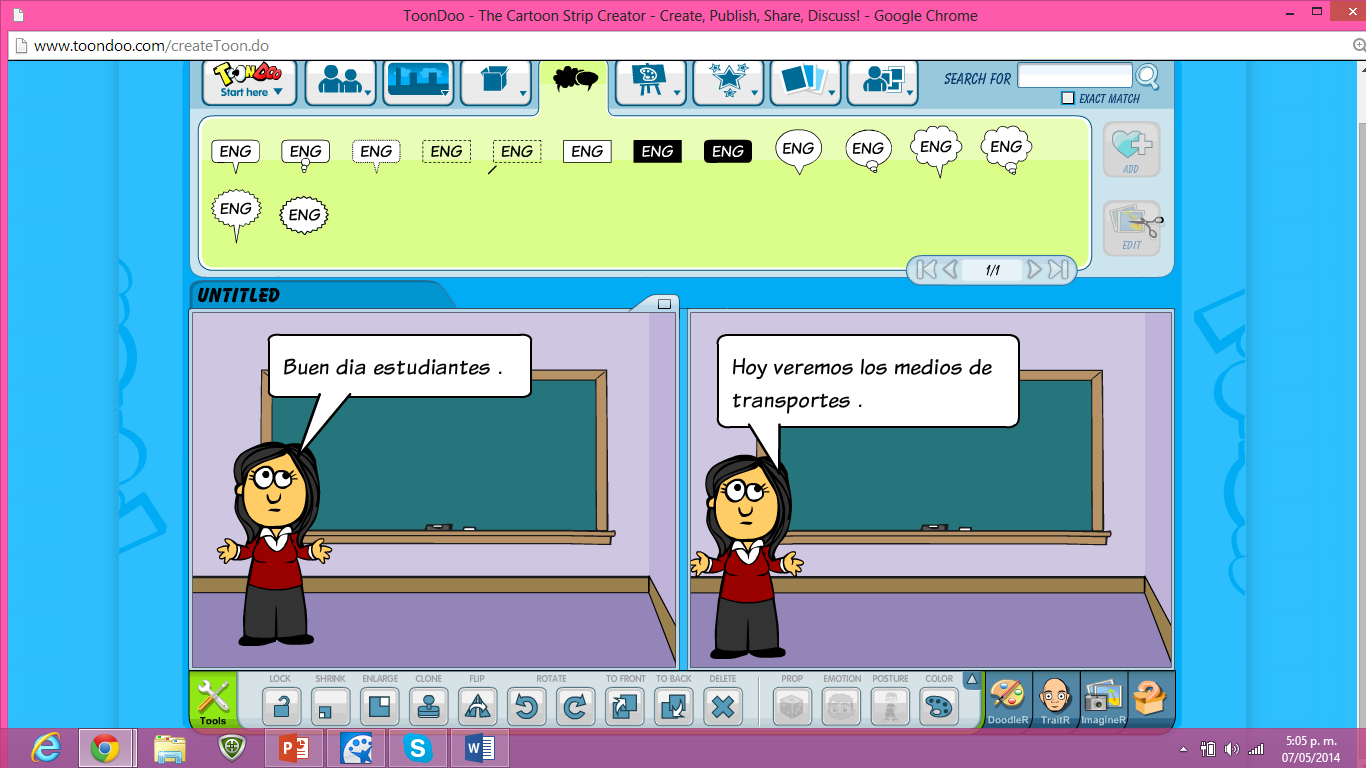 ToonDoo - The Cartoon Strip Creator - Create, Publish, Share, Discuss! - Google Chrome
www.toondoo.com/createToon.do
TOONDOO
Start here
SEARCH FOR
EXACT MATCH
ENG ENG ENG ENG ENG ENG ENG ENG ENG ENG ENG ENG
ENG ENG
ADD
EDIT
1/1
UNTITLED
Buen dia estudiantes .
Hoy veremos los medios de
transportes .
Tools
LOCK SHRINK ENLARGE CLONE FLIP ROTATE TO FRONT TO BACK DELETE PROP EMOTION POSTURE COLOR
DoodleR TraitR ImagineR
5:05 p. m.
07/05/2014